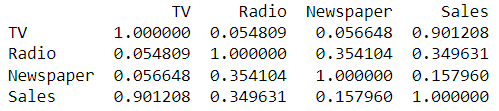 TV Radio Newspaper Sales
TV 1.000000 0.054809 0.056648 0.901208
Radio 0.054809 1.000000 0.354104 0.349631
Newspaper 0.056648 0.354104 1.000000 0.157960
Sales 0.901208 0.349631 0.157960 1.000000